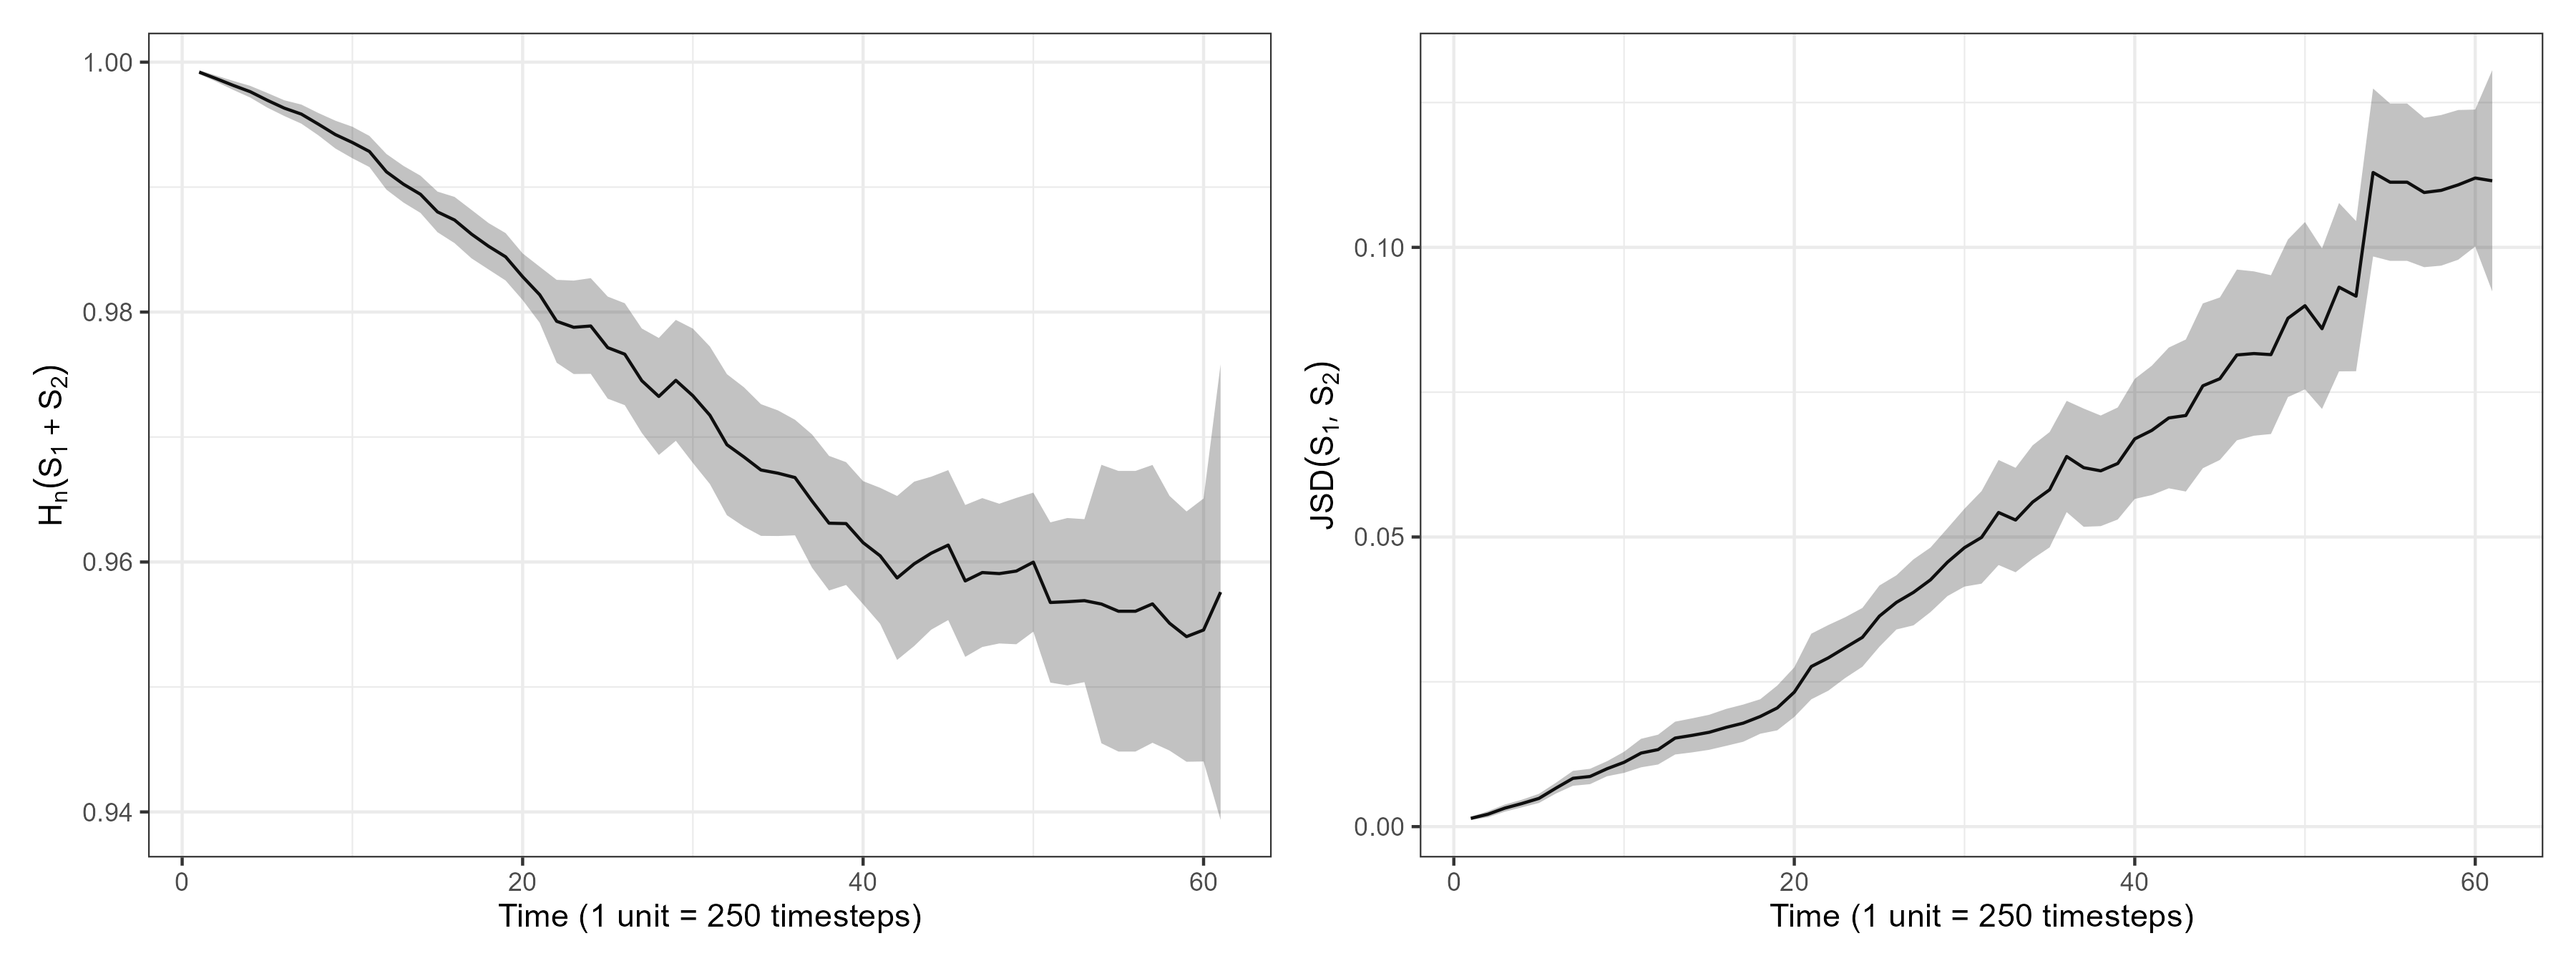 1.00
0.98
0.96
0.94
Hₙ(S₁ + S₂)
0 20 40 60
Time (1 unit = 250 timesteps)
0.10
0.05
0.00
JSD(S₁, S₂)
0 20 40 60
Time (1 unit = 250 timesteps)